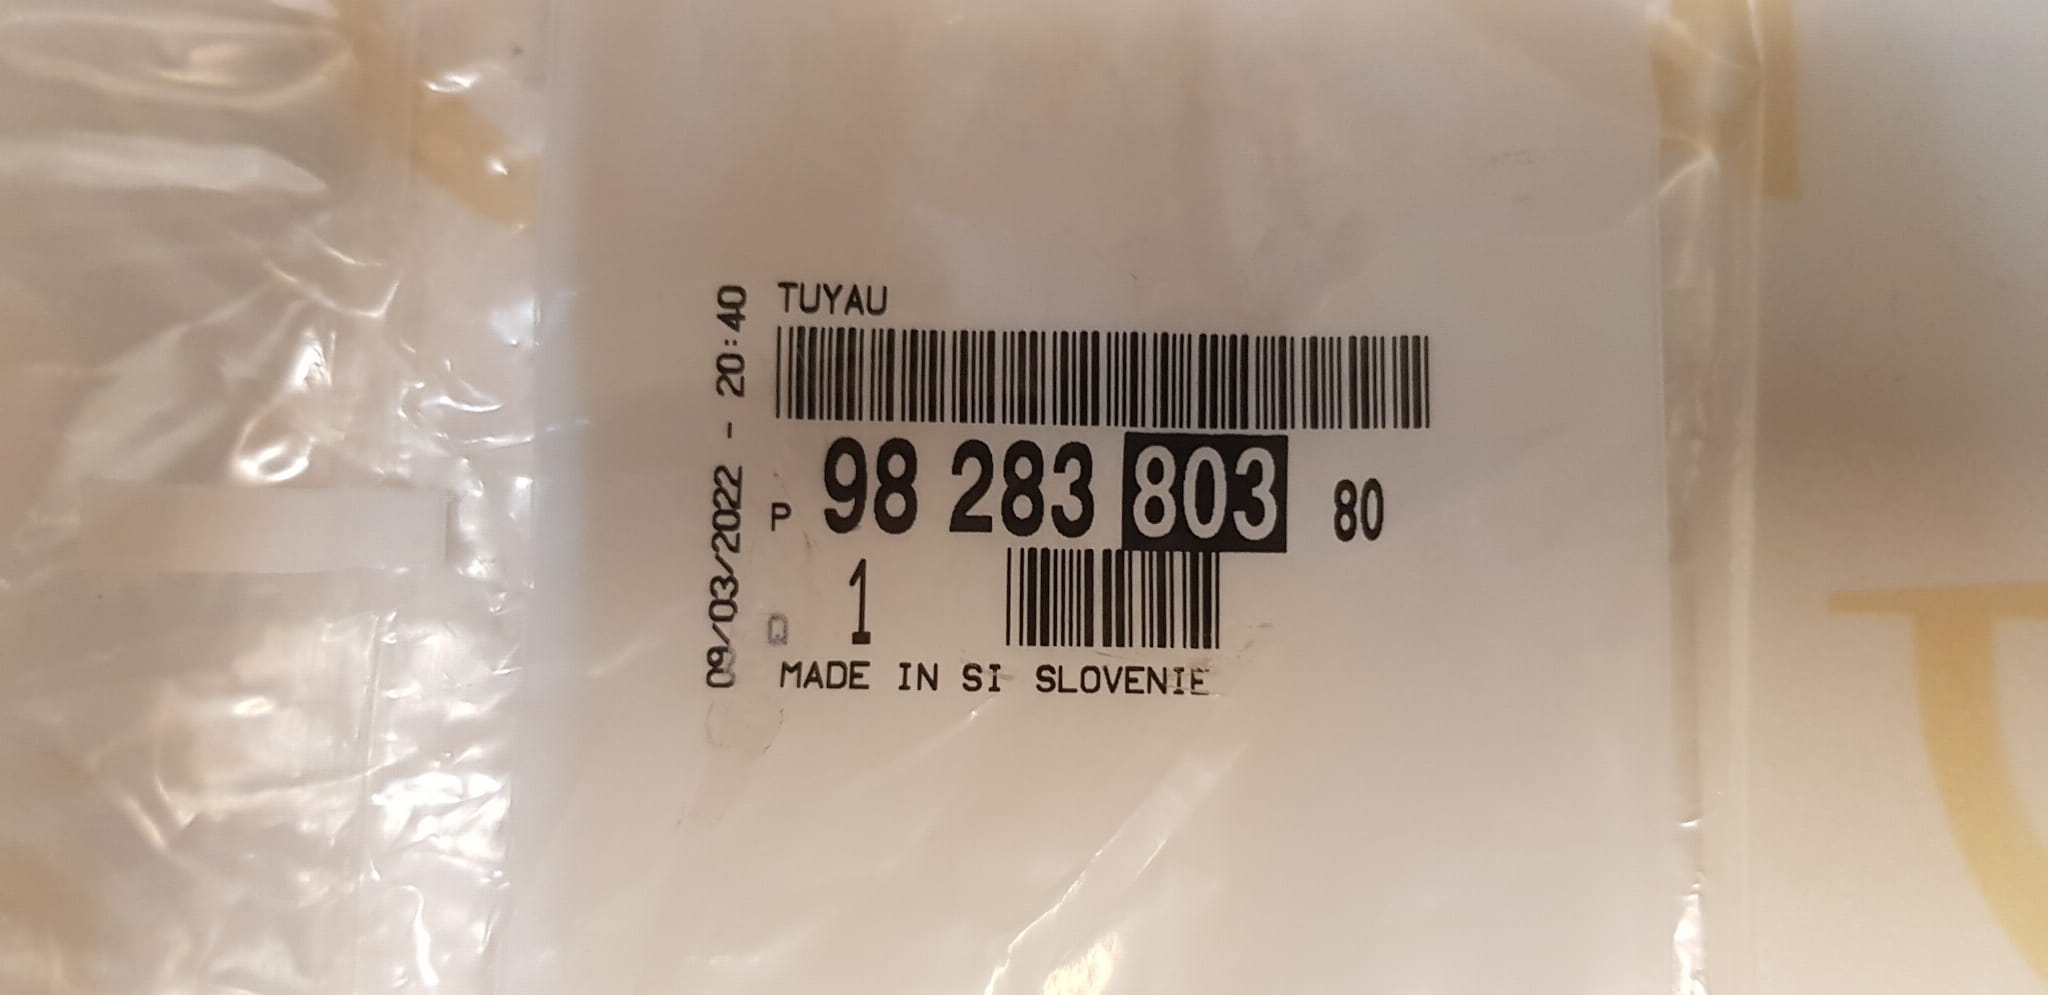 TUYAU
09/03/2022 - 20:40
P 98 283 803 80
Q 1
MADE IN SI SLOVENIE